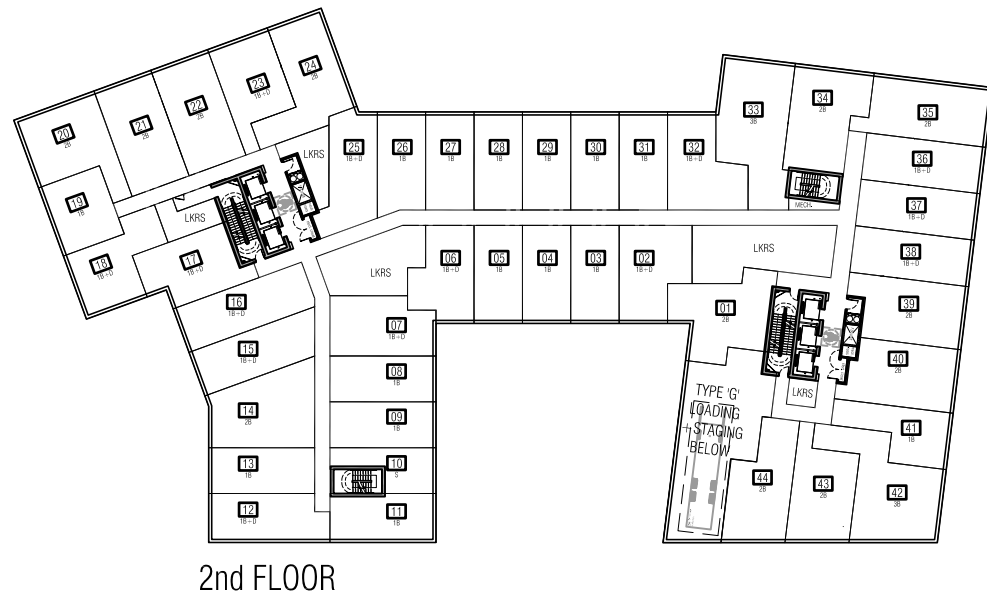 24
2B
23
1B+D
22
2B
21
2B
20
2B
19
1B
18
1B+D
17
1B+D
LKRS
LKRS
25
1B+D
26
1B
27
1B
28
1B
29
1B
30
1B
31
1B
32
1B+D
33
3B
34
2B
35
2B
36
1B+D
37
1B+D
38
1B+D
39
2B
40
2B
41
1B
42
3B
43
2B
44
2B
MECH.
LKRS
LKRS
06
1B+D
05
1B
04
1B
03
1B
02
1B+D
01
2B
LKRS
16
1B+D
15
1B+D
14
2B
13
1B
12
1B+D
07
1B+D
08
1B
09
1B
10
S
11
1B
TYPE 'G'
LOADING
+STAGING
BELOW
2nd FLOOR